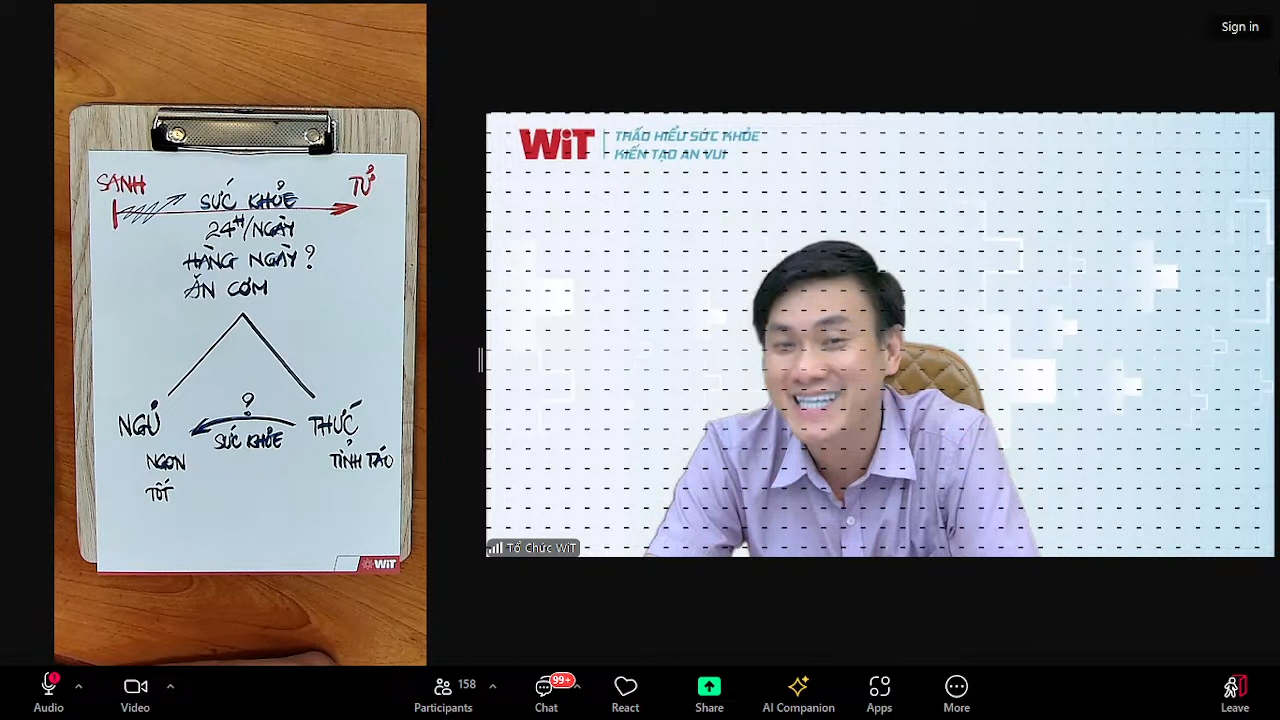 Sign in
SANH
TỬ
SỨC KHỎE
24H/NGÀY
HÀNG NGÀY?
ĂN CƠM
?
NGỦ
SỨC KHỎE
THỨC
NGON
TỈNH TÁO
TỐT
WiT
WiT
THẤU HIỂU SỨC KHỎE
KIẾN TẠO AN VUI
Tổ Chức WiT
Audio
Video
158
Participants
99+
Chat
React
Share
AI Companion
Apps
More
Leave